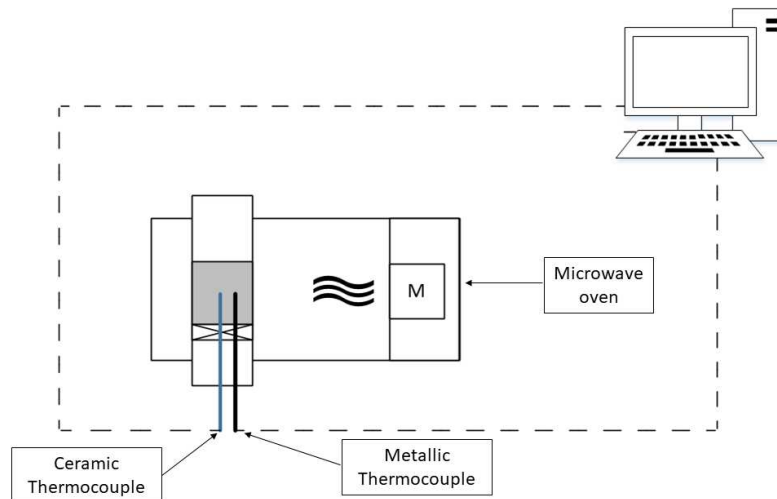 M
Microwave
oven
Ceramic
Thermocouple
Metallic
Thermocouple